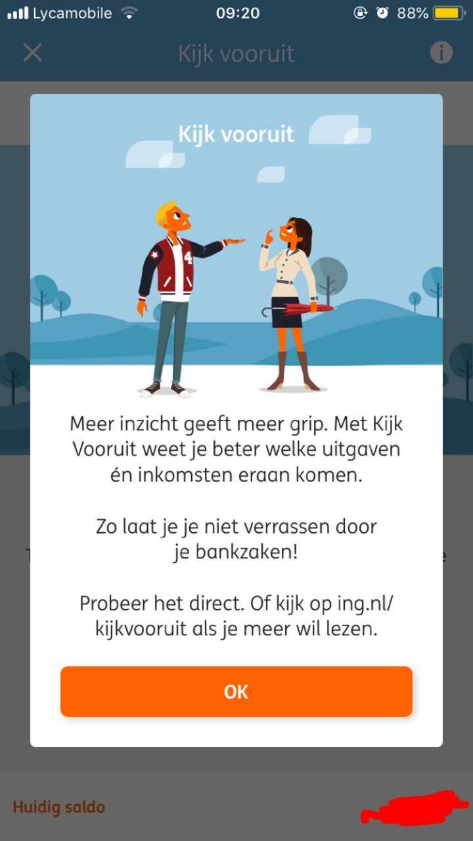 Lycamobile 09:20 88%
Kijk vooruit
Kijk vooruit
4
Meer inzicht geeft meer grip. Met Kijk
Vooruit weet je beter welke uitgaven
én inkomsten eraan komen.
Zo laat je je niet verrassen door
je bankzaken!
Probeer het direct. Of kijk op ing.nl/
kijkvooruit als je meer wil lezen.
OK
Huidig saldo